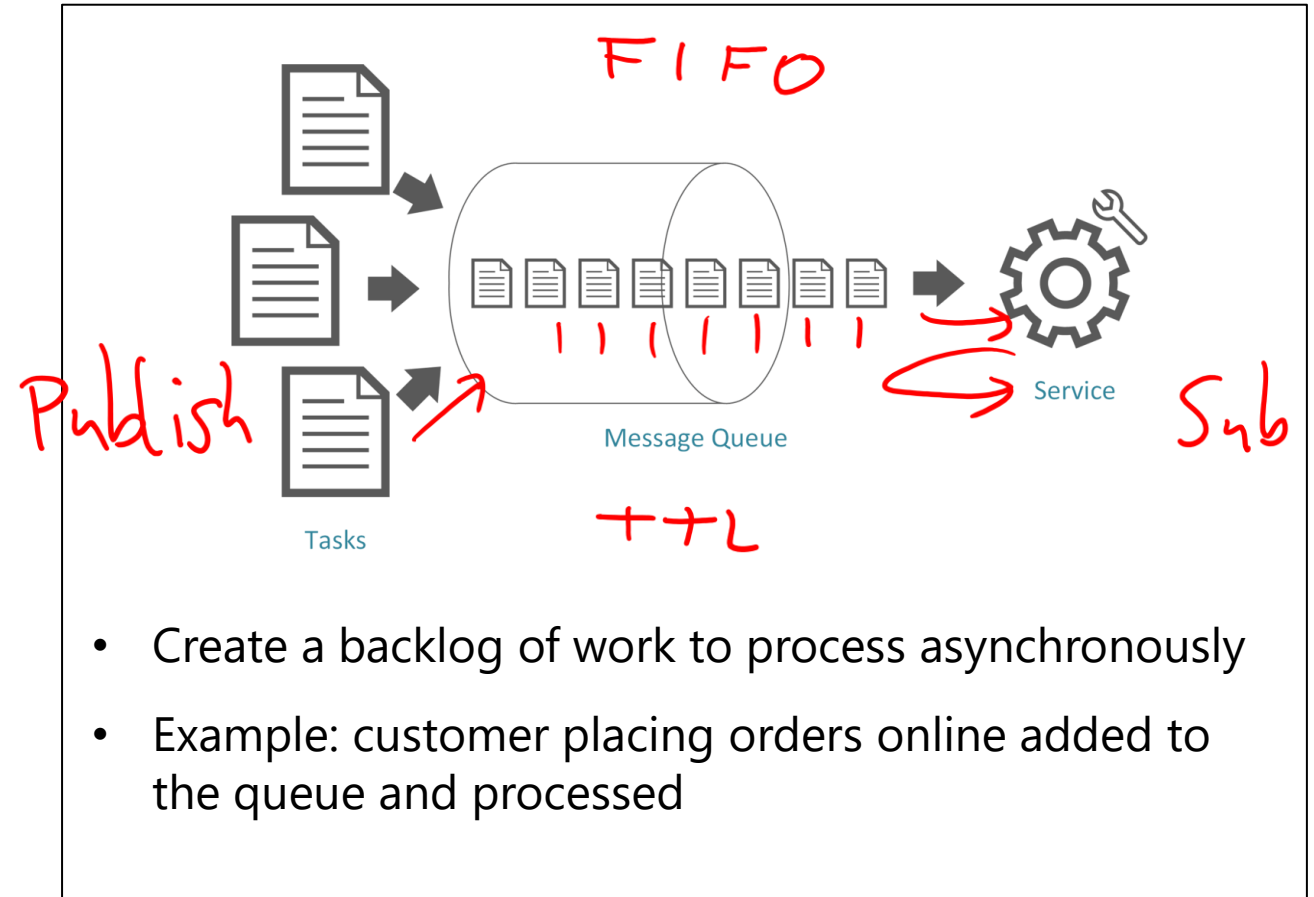 FIFO
Publish
Service
Sub
Message Queue
Tasks
ttL
• Create a backlog of work to process asynchronously
• Example: customer placing orders online added to
the queue and processed